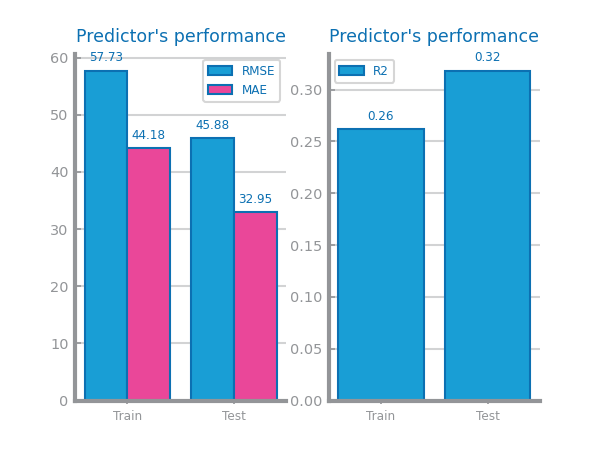 Predictor's performance
60
50
40
30
20
10
0
57.73
44.18
45.88
32.95
RMSE
MAE
Train
Test
Predictor's performance
0.30
0.25
0.20
0.15
0.10
0.05
0.00
R2
0.26
0.32
Train
Test